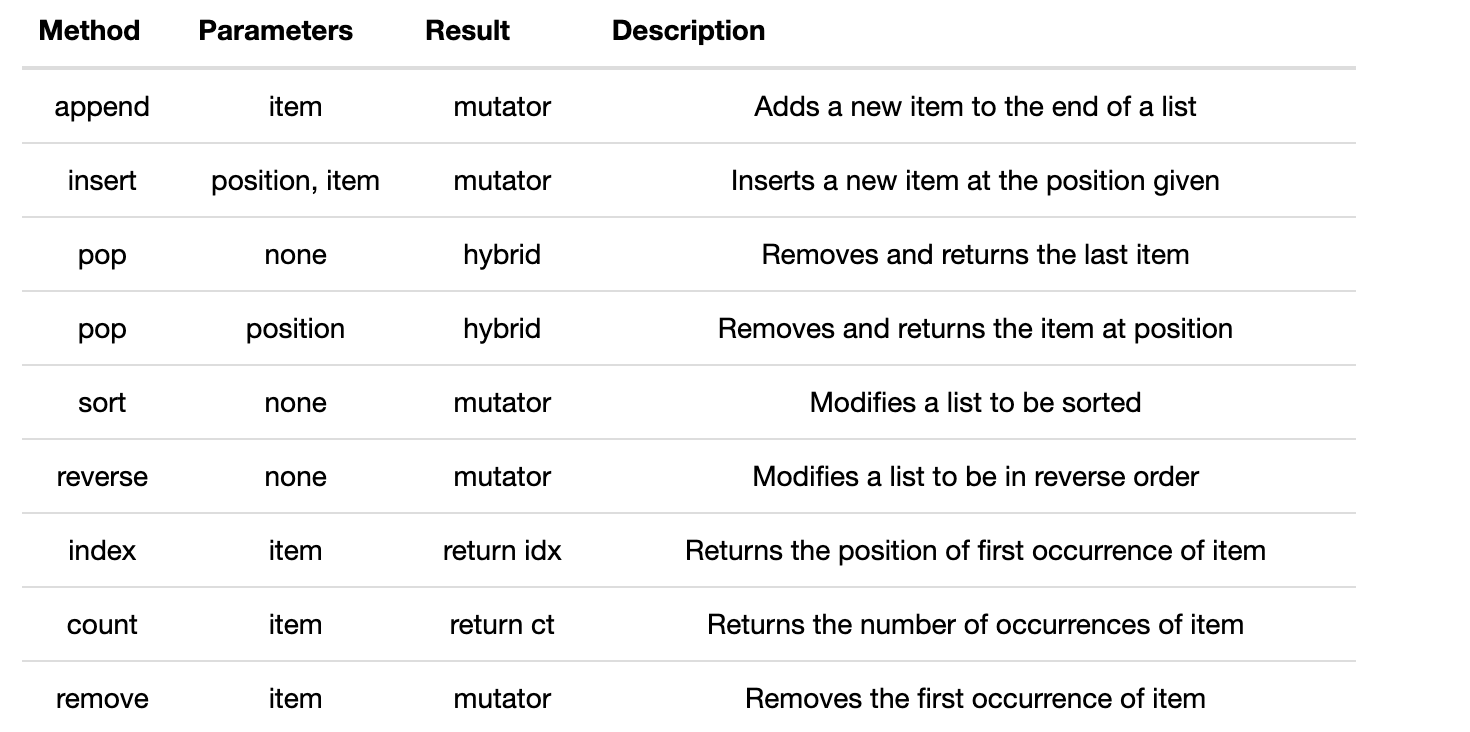 Method Parameters Result Description
append item mutator Adds a new item to the end of a list
insert position, item mutator Inserts a new item at the position given
pop none hybrid Removes and returns the last item
pop position hybrid Removes and returns the item at position
sort none mutator Modifies a list to be sorted
reverse none mutator Modifies a list to be in reverse order
index item return idx Returns the position of first occurrence of item
count item return ct Returns the number of occurrences of item
remove item mutator Removes the first occurrence of item